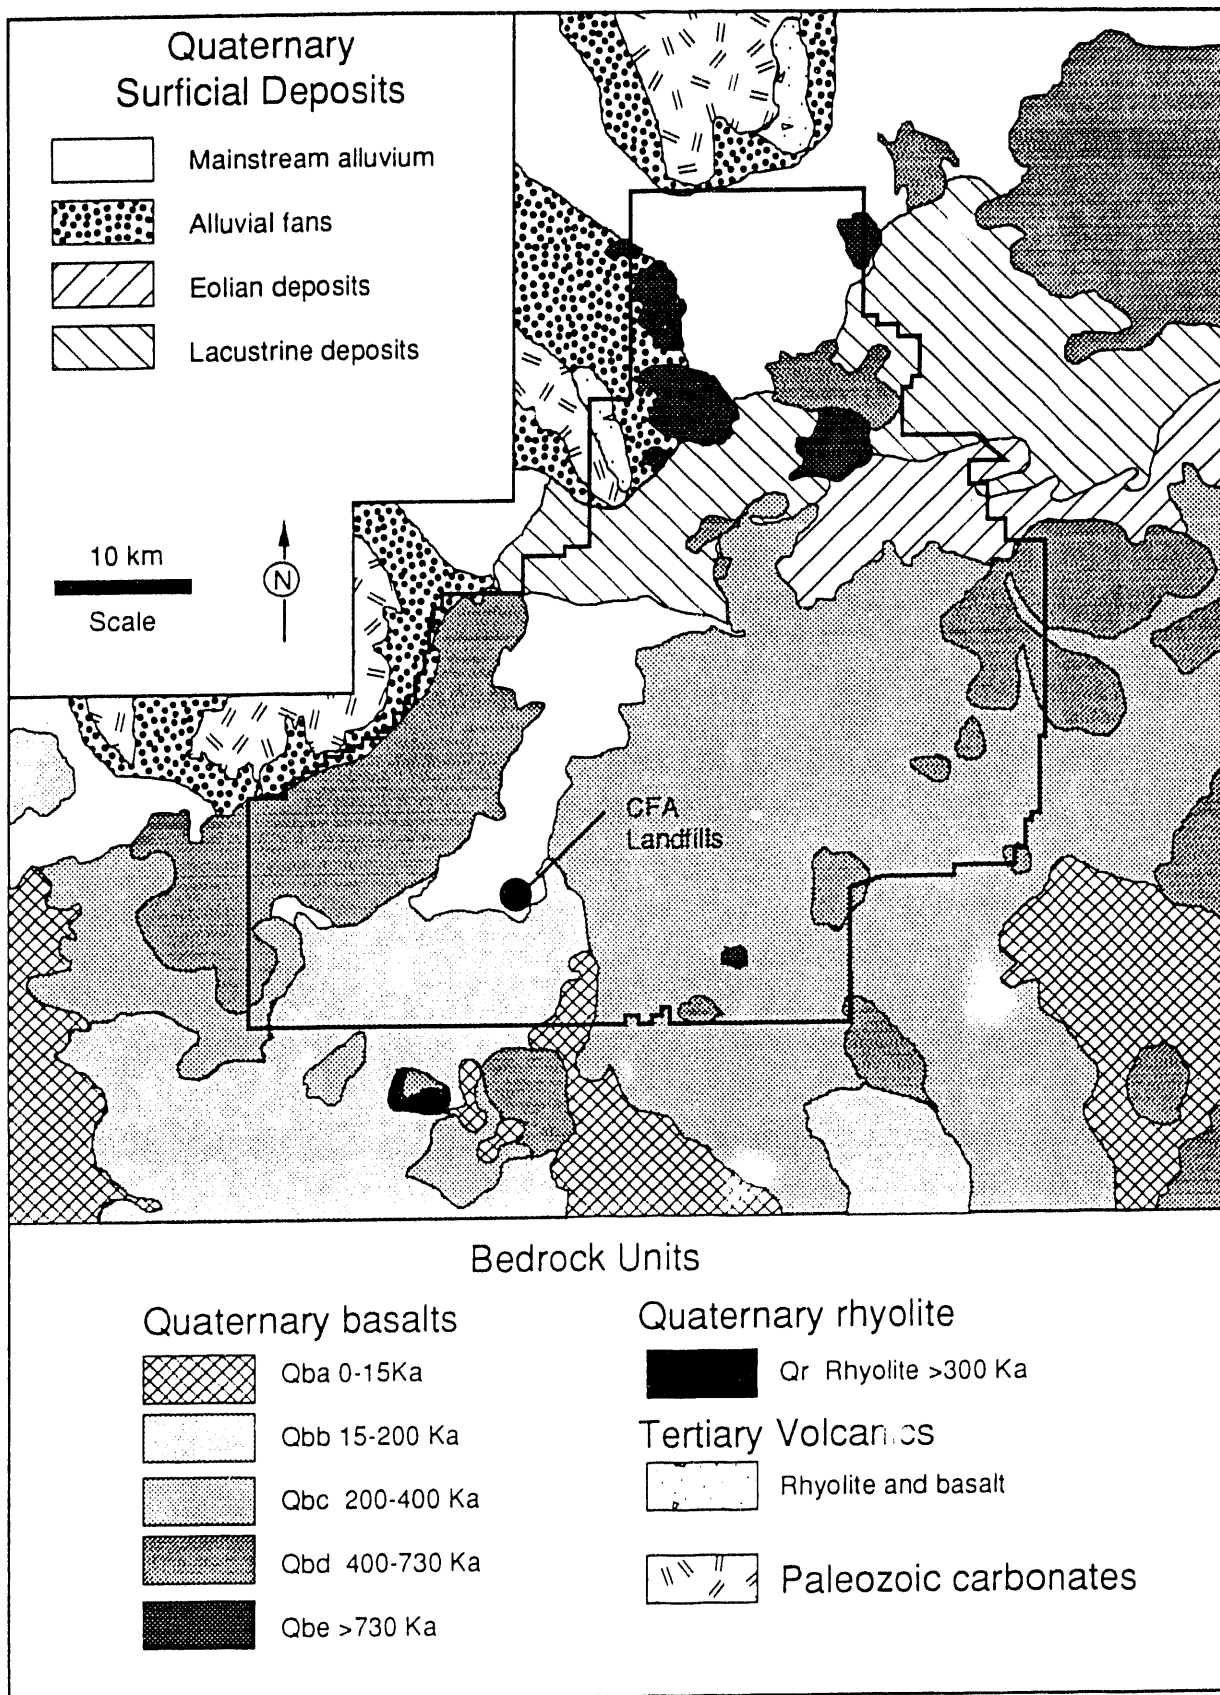 Quaternary
Surficial Deposits
Mainstream alluvium
Alluvial fans
Eolian deposits
Lacustrine deposits
10 km
Scale
N
CFA
Landfills
Bedrock Units
Quaternary basalts
Qba 0-15Ka
Qbb 15-200 Ka
Qbc 200-400 Ka
Qbd 400-730 Ka
Qbe >730 Ka
Quaternary rhyolite
Qr Rhyolite >300 Ka
Tertiary Volcanics
Rhyolite and basalt
Paleozoic carbonates